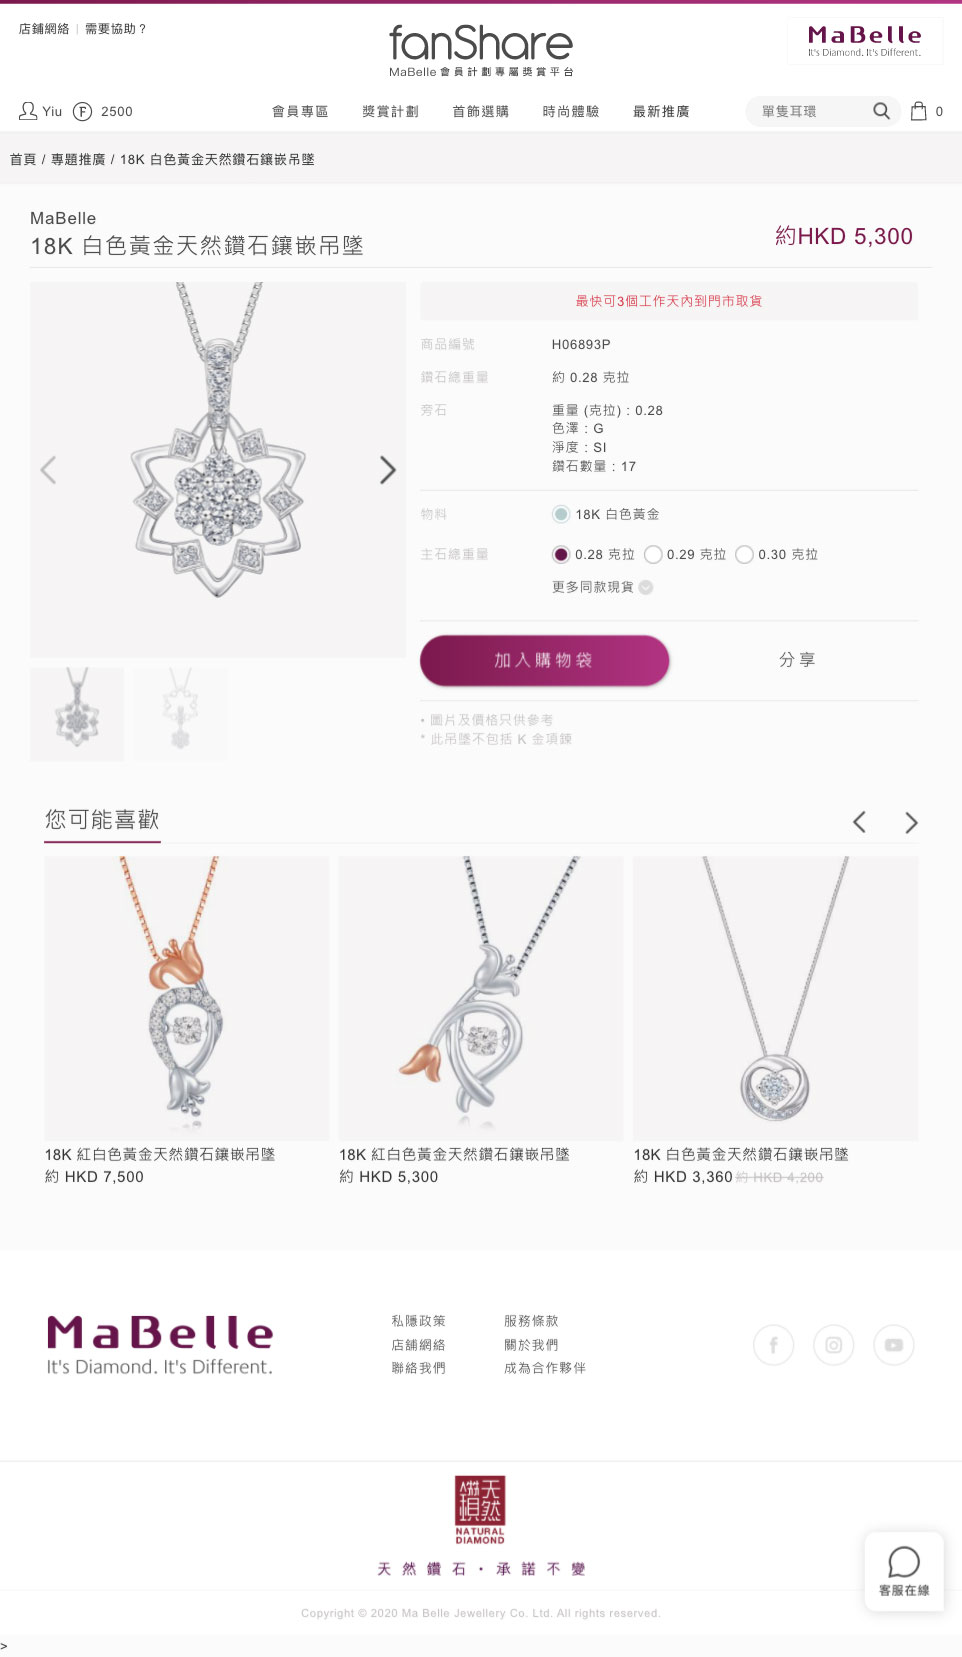 店鋪網絡 | 需要協助 ?
fanShare
MaBelle 會員計劃專屬獎賞平台
MaBelle
It's Diamond. It's Different.
Yiu F 2500
會員專區 獎賞計劃 首飾選購 時尚體驗 最新推廣
單隻耳環
0
首頁 / 專題推廣 / 18K 白色黃金天然鑽石鑲嵌吊墜
MaBelle
18K 白色黃金天然鑽石鑲嵌吊墜
約HKD 5,300
最快可3個工作天內到門市取貨
商品編號 H06893P
鑽石總重量 約 0.28 克拉
旁石 重量 (克拉) : 0.28
色澤 : G
淨度 : SI
鑽石數量 : 17
物料 18K 白色黃金
主石總重量 0.28 克拉 0.29 克拉 0.30 克拉
更多同款現貨
加入購物袋 分享
• 圖片及價格只供參考
* 此吊墜不包括 K 金項鍊
您可能喜歡
18K 紅白色黃金天然鑽石鑲嵌吊墜
約 HKD 7,500
18K 紅白色黃金天然鑽石鑲嵌吊墜
約 HKD 5,300
18K 白色黃金天然鑽石鑲嵌吊墜
約 HKD 3,360 約 HKD 4,200
MaBelle
It's Diamond. It's Different.
私隱政策 服務條款
店舖網絡 關於我們
聯絡我們 成為合作夥伴
天然鑽石
NATURAL
DIAMOND
天然鑽石・承諾不變
客服在線
Copyright © 2020 Ma Belle Jewellery Co. Ltd. All rights reserved.
>